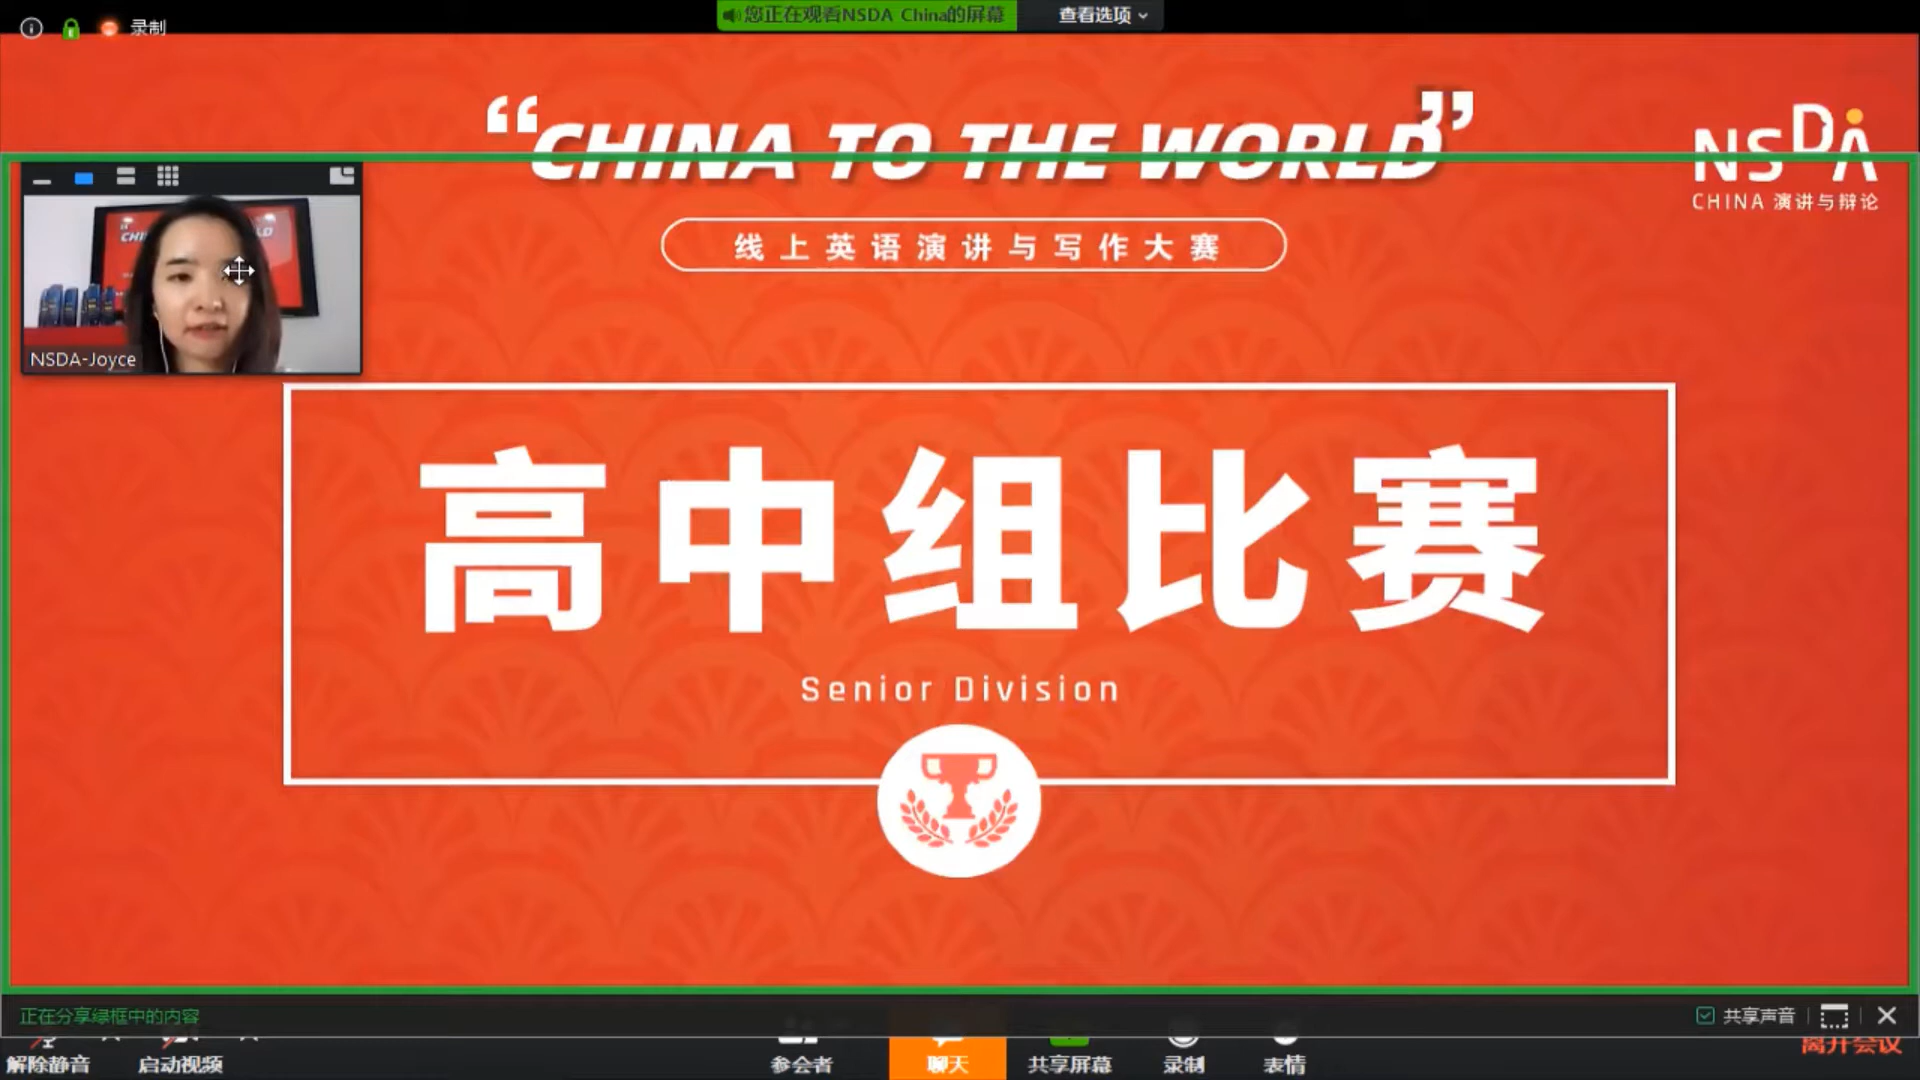 录制
您正在观看NSDA China的屏幕
查看选项
“CHINA TO THE WORLD”
NSDA
CHINA 演讲与辩论
线上英语演讲与写作大赛
NSDA-Joyce
高中组比赛
Senior Division
正在分享绿框中的内容
共享声音
解除静音
启动视频
参会者
聊天
共享屏幕
录制
表情
离开会议